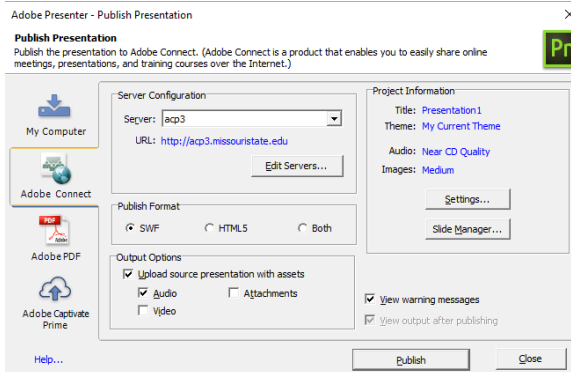 Adobe Presenter - Publish Presentation
Publish Presentation
Publish the presentation to Adobe Connect. (Adobe Connect is a product that enables you to easily share online
meetings, presentations, and training courses over the Internet.)
Pr
My Computer
Adobe Connect
PDF
Adobe
Adobe PDF
Adobe Captivate
Prime
Help...
Server Configuration
Server: acp3
URL: http://acp3.missouristate.edu
Edit Servers...
Publish Format
SWF HTML5 Both
Output Options
Upload source presentation with assets
Audio Attachments
Video
Project Information
Title: Presentation1
Theme: My Current Theme
Audio: Near CD Quality
Images: Medium
Settings...
Slide Manager...
View warning messages
View output after publishing
Publish Close